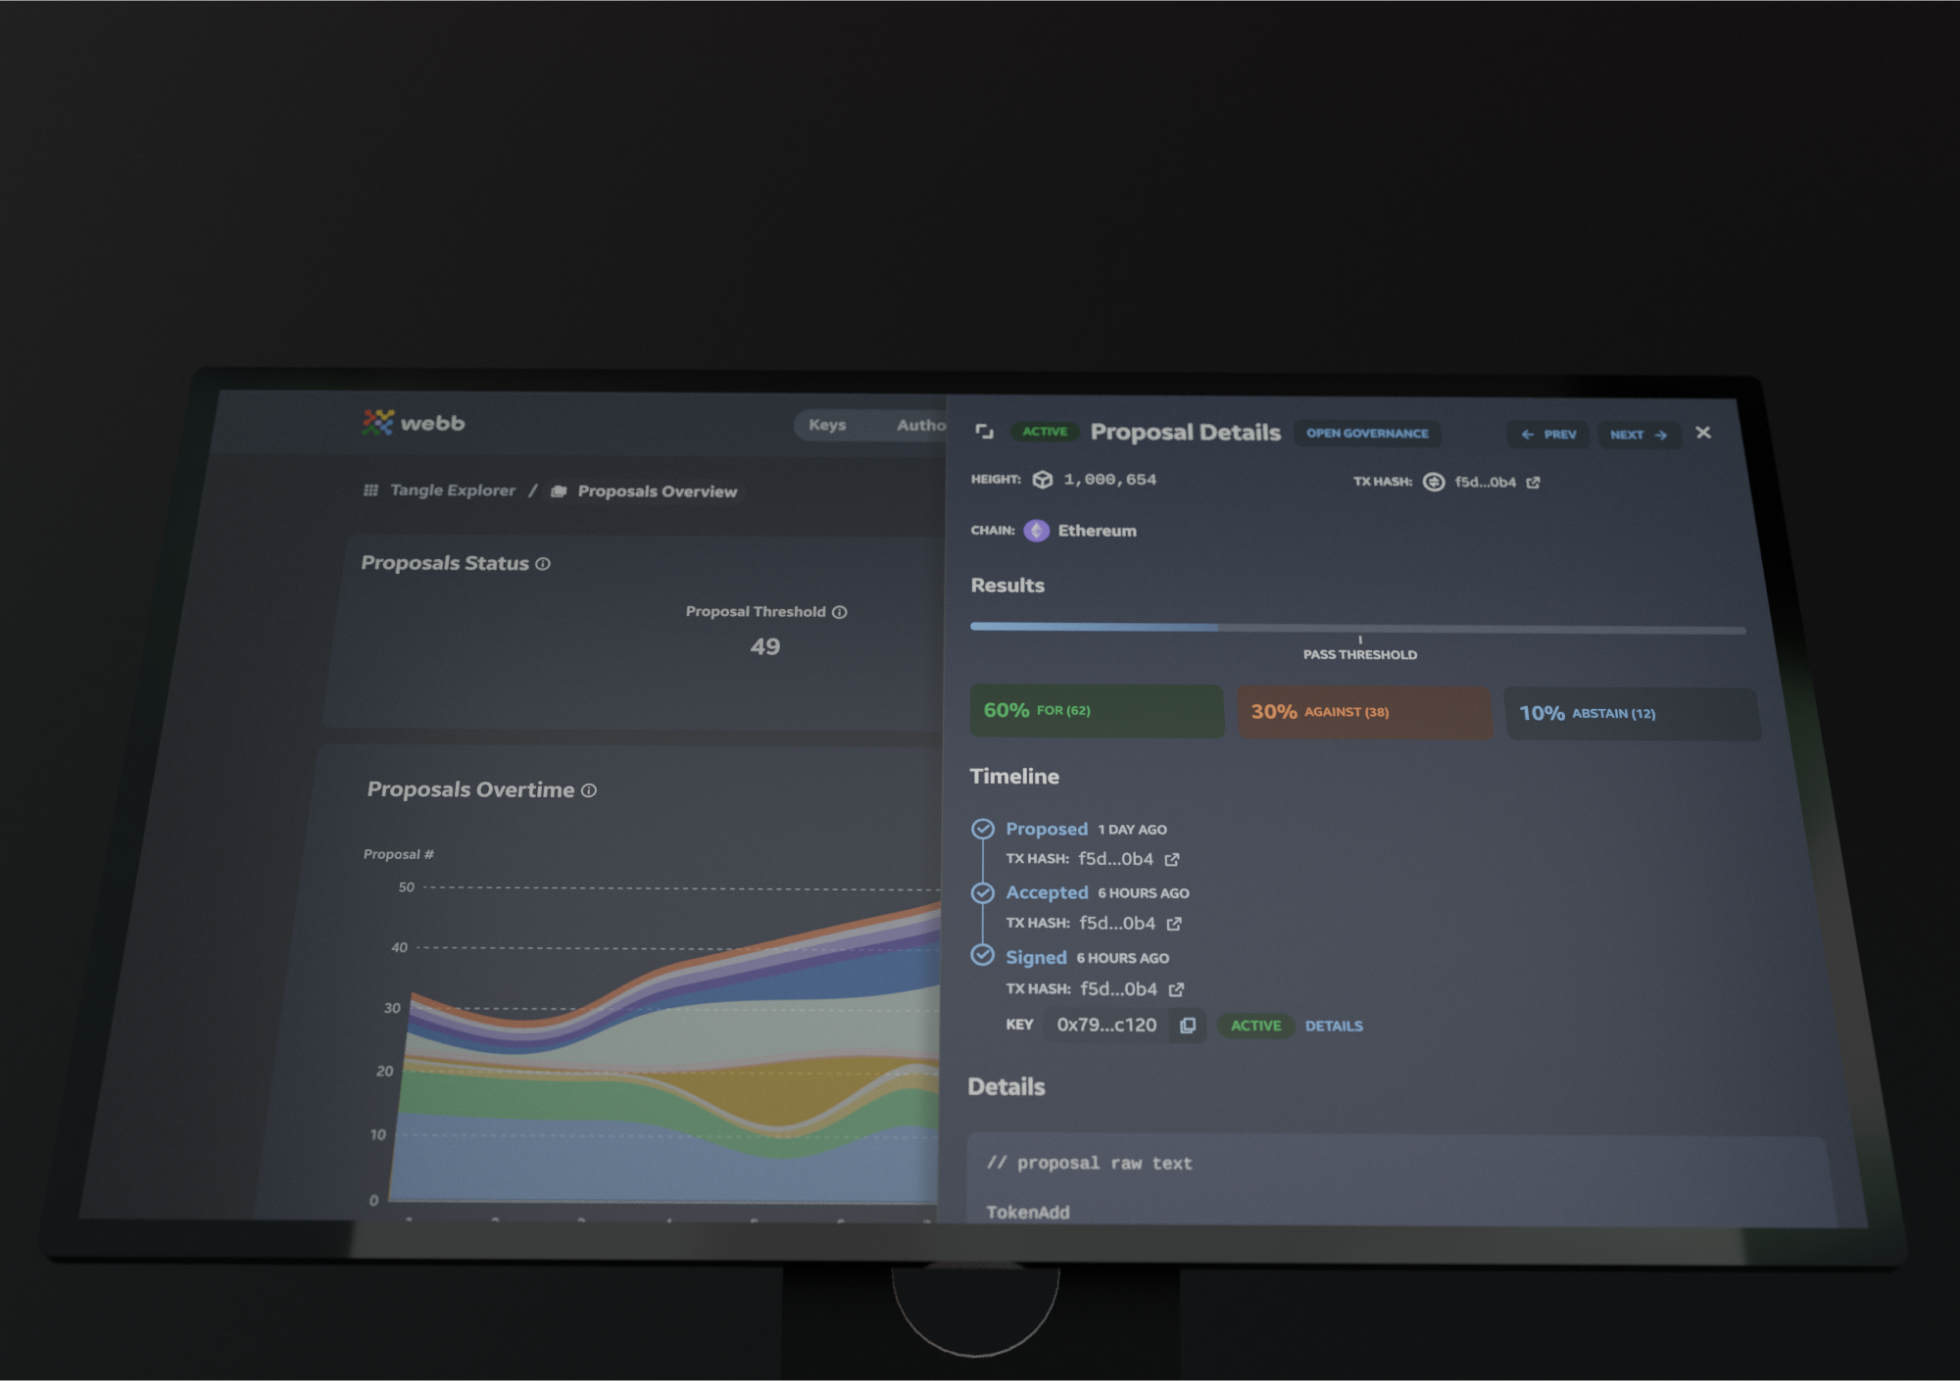 webb
Keys
Autho
Tangle Explorer / Proposals Overview
Proposals Status
Proposal Threshold
49
Proposals Overtime
Proposal #
50
40
30
20
10
0
ACTIVE Proposal Details OPEN GOVERNANCE
← PREV
NEXT →
HEIGHT: 1,000,654
TX HASH: f5d...0b4
CHAIN: Ethereum
Results
PASS THRESHOLD
60% FOR (62)
30% AGAINST (38)
10% ABSTAIN (12)
Timeline
Proposed 1 DAY AGO
TX HASH: f5d...0b4
Accepted 6 HOURS AGO
TX HASH: f5d...0b4
Signed 6 HOURS AGO
TX HASH: f5d...0b4
KEY 0x79...c120 ACTIVE DETAILS
Details
// proposal raw text
TokenAdd